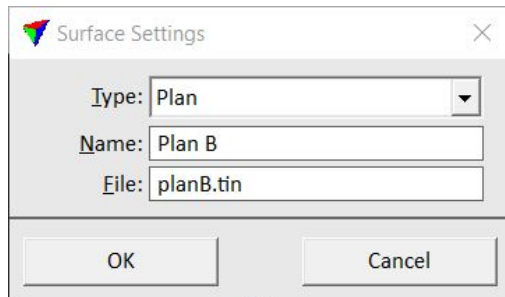 Surface Settings
Type: Plan
Name: Plan B
File: planB.tin
OK Cancel